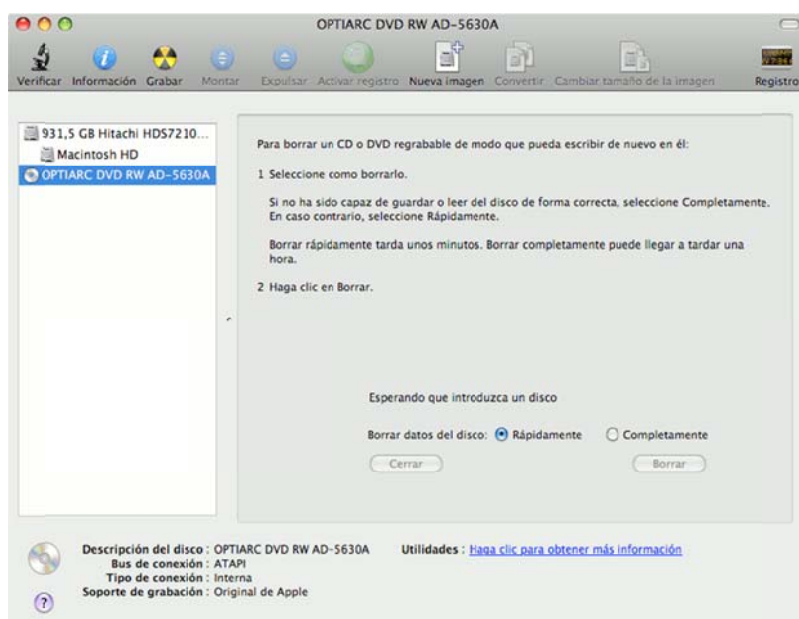 OPTIARC DVD RW AD-5630A
Verificar Información Grabar Montar Expulsar Activar registro Nueva imagen Convertir Cambiar tamaño de la imagen Registro
931,5 GB Hitachi HDS7210...
Macintosh HD
OPTIARC DVD RW AD-5630A
Para borrar un CD o DVD regrabable de modo que pueda escribir de nuevo en él:
1 Seleccione como borrarlo.
Si no ha sido capaz de guardar o leer del disco de forma correcta, seleccione Completamente.
En caso contrario, seleccione Rápidamente.
Borrar rápidamente tarda unos minutos. Borrar completamente puede llegar a tardar una
hora.
2 Haga clic en Borrar.
Esperando que introduzca un disco
Borrar datos del disco: Rápidamente Completamente
Cerrar Borrar
Descripción del disco : OPTIARC DVD RW AD-5630A Utilidades : Haga clic para obtener más información
Bus de conexión : ATAPI
Tipo de conexión : Interna
Soporte de grabación : Original de Apple
?